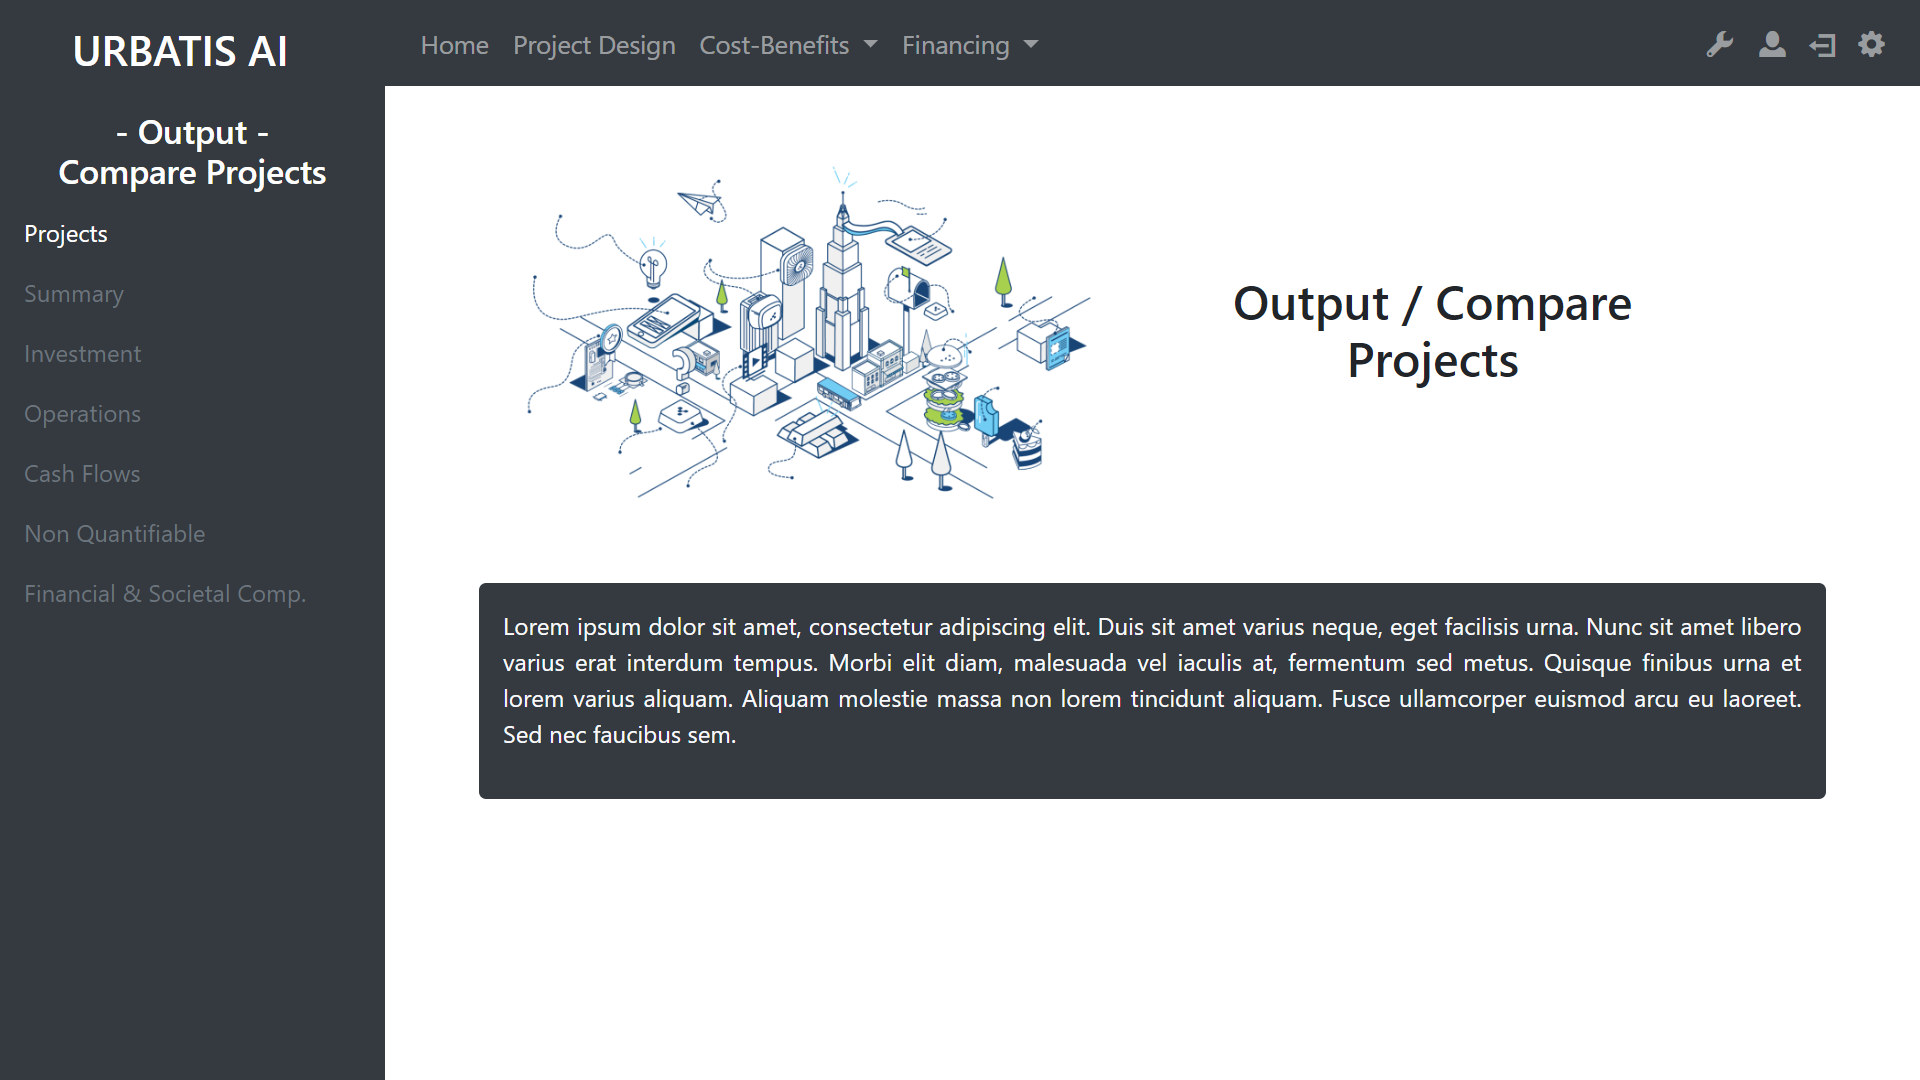 URBATIS AI
Home Project Design Cost-Benefits Financing
- Output -
Compare Projects
Projects
Summary
Investment
Operations
Cash Flows
Non Quantifiable
Financial & Societal Comp.
Output / Compare
Projects
Lorem ipsum dolor sit amet, consectetur adipiscing elit. Duis sit amet varius neque, eget facilisis urna. Nunc sit amet libero
varius erat interdum tempus. Morbi elit diam, malesuada vel iaculis at, fermentum sed metus. Quisque finibus urna et
lorem varius aliquam. Aliquam molestie massa non lorem tincidunt aliquam. Fusce ullamcorper euismod arcu eu laoreet.
Sed nec faucibus sem.